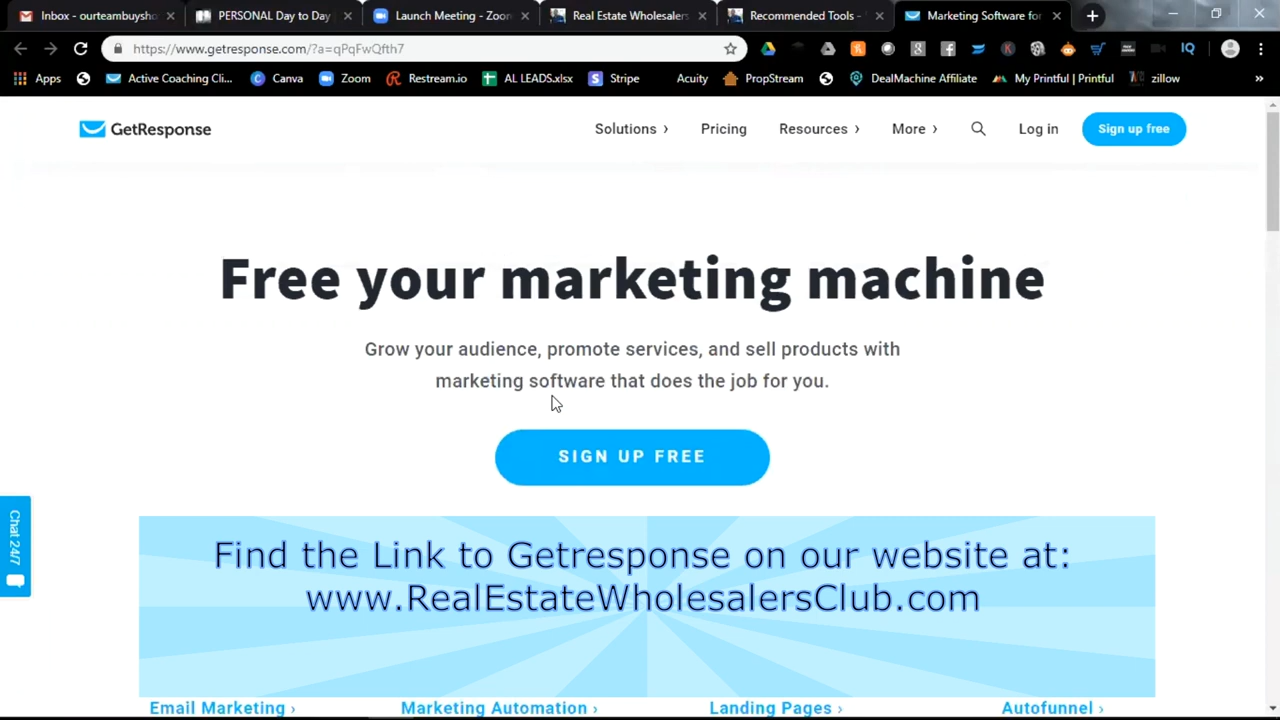 Inbox - ourteambuysho
PERSONAL Day to Day
Launch Meeting - Zoom
Real Estate Wholesalers
Recommended Tools -
Marketing Software for
https://www.getresponse.com/?a=qPqFwQfth7
Apps
Active Coaching Cli...
Canva
Zoom
Restream.io
AL LEADS.xlsx
Stripe
Acuity
PropStream
DealMachine Affiliate
My Printful | Printful
zillow
GetResponse
Solutions
Pricing
Resources
More
Log in
Sign up free
Free your marketing machine
Grow your audience, promote services, and sell products with
marketing software that does the job for you.
SIGN UP FREE
Chat 24/7
Find the Link to Getresponse on our website at:
www.RealEstateWholesalersClub.com
Email Marketing ›
Marketing Automation ›
Landing Pages ›
Autofunnel ›